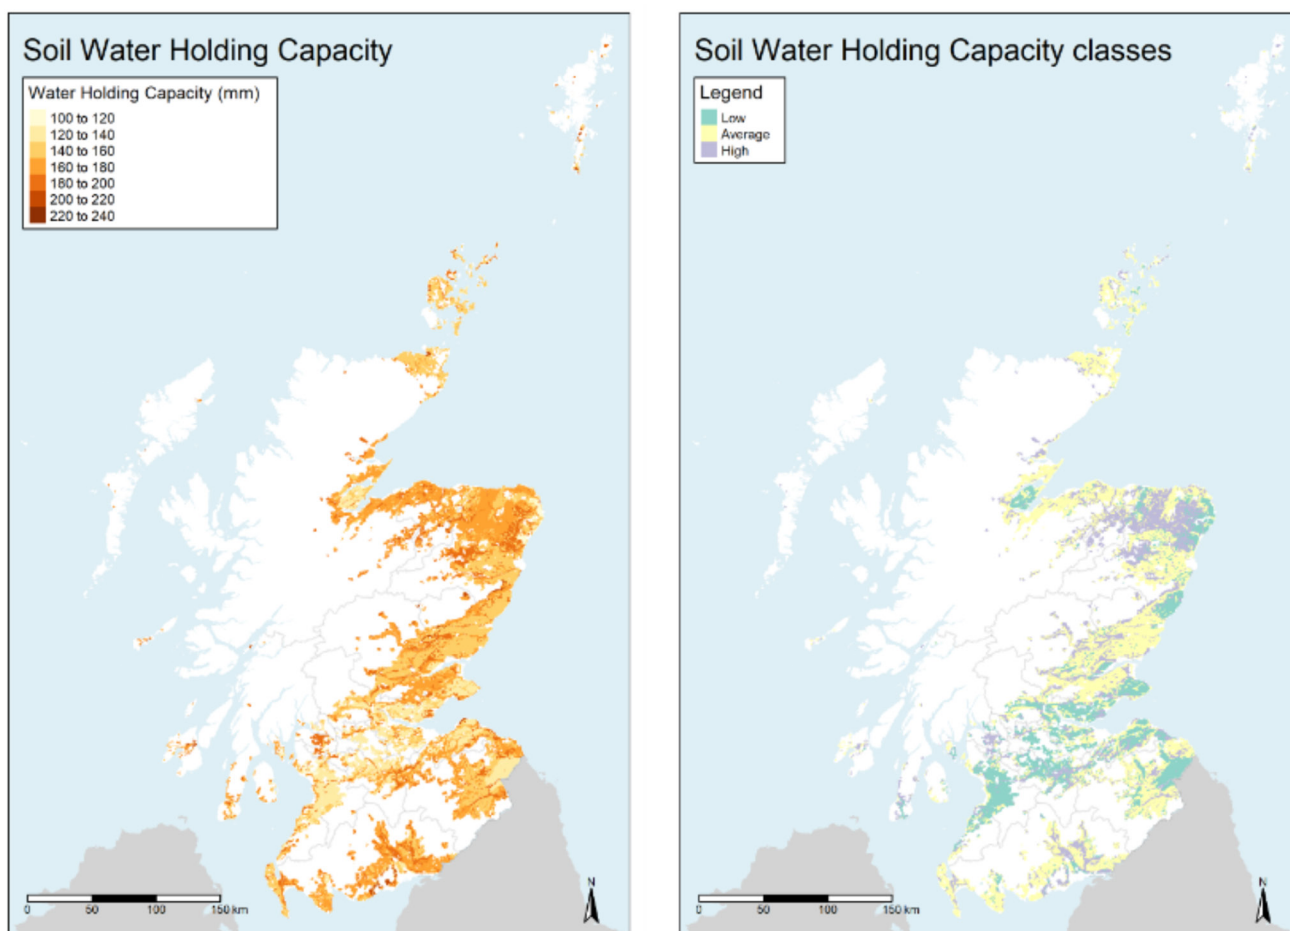 Soil Water Holding Capacity
Water Holding Capacity (mm)
100 to 120
120 to 140
140 to 160
160 to 180
180 to 200
200 to 220
220 to 240
N
0 50 100 150 km
Soil Water Holding Capacity classes
Legend
Low
Average
High
N
0 50 100 150 km